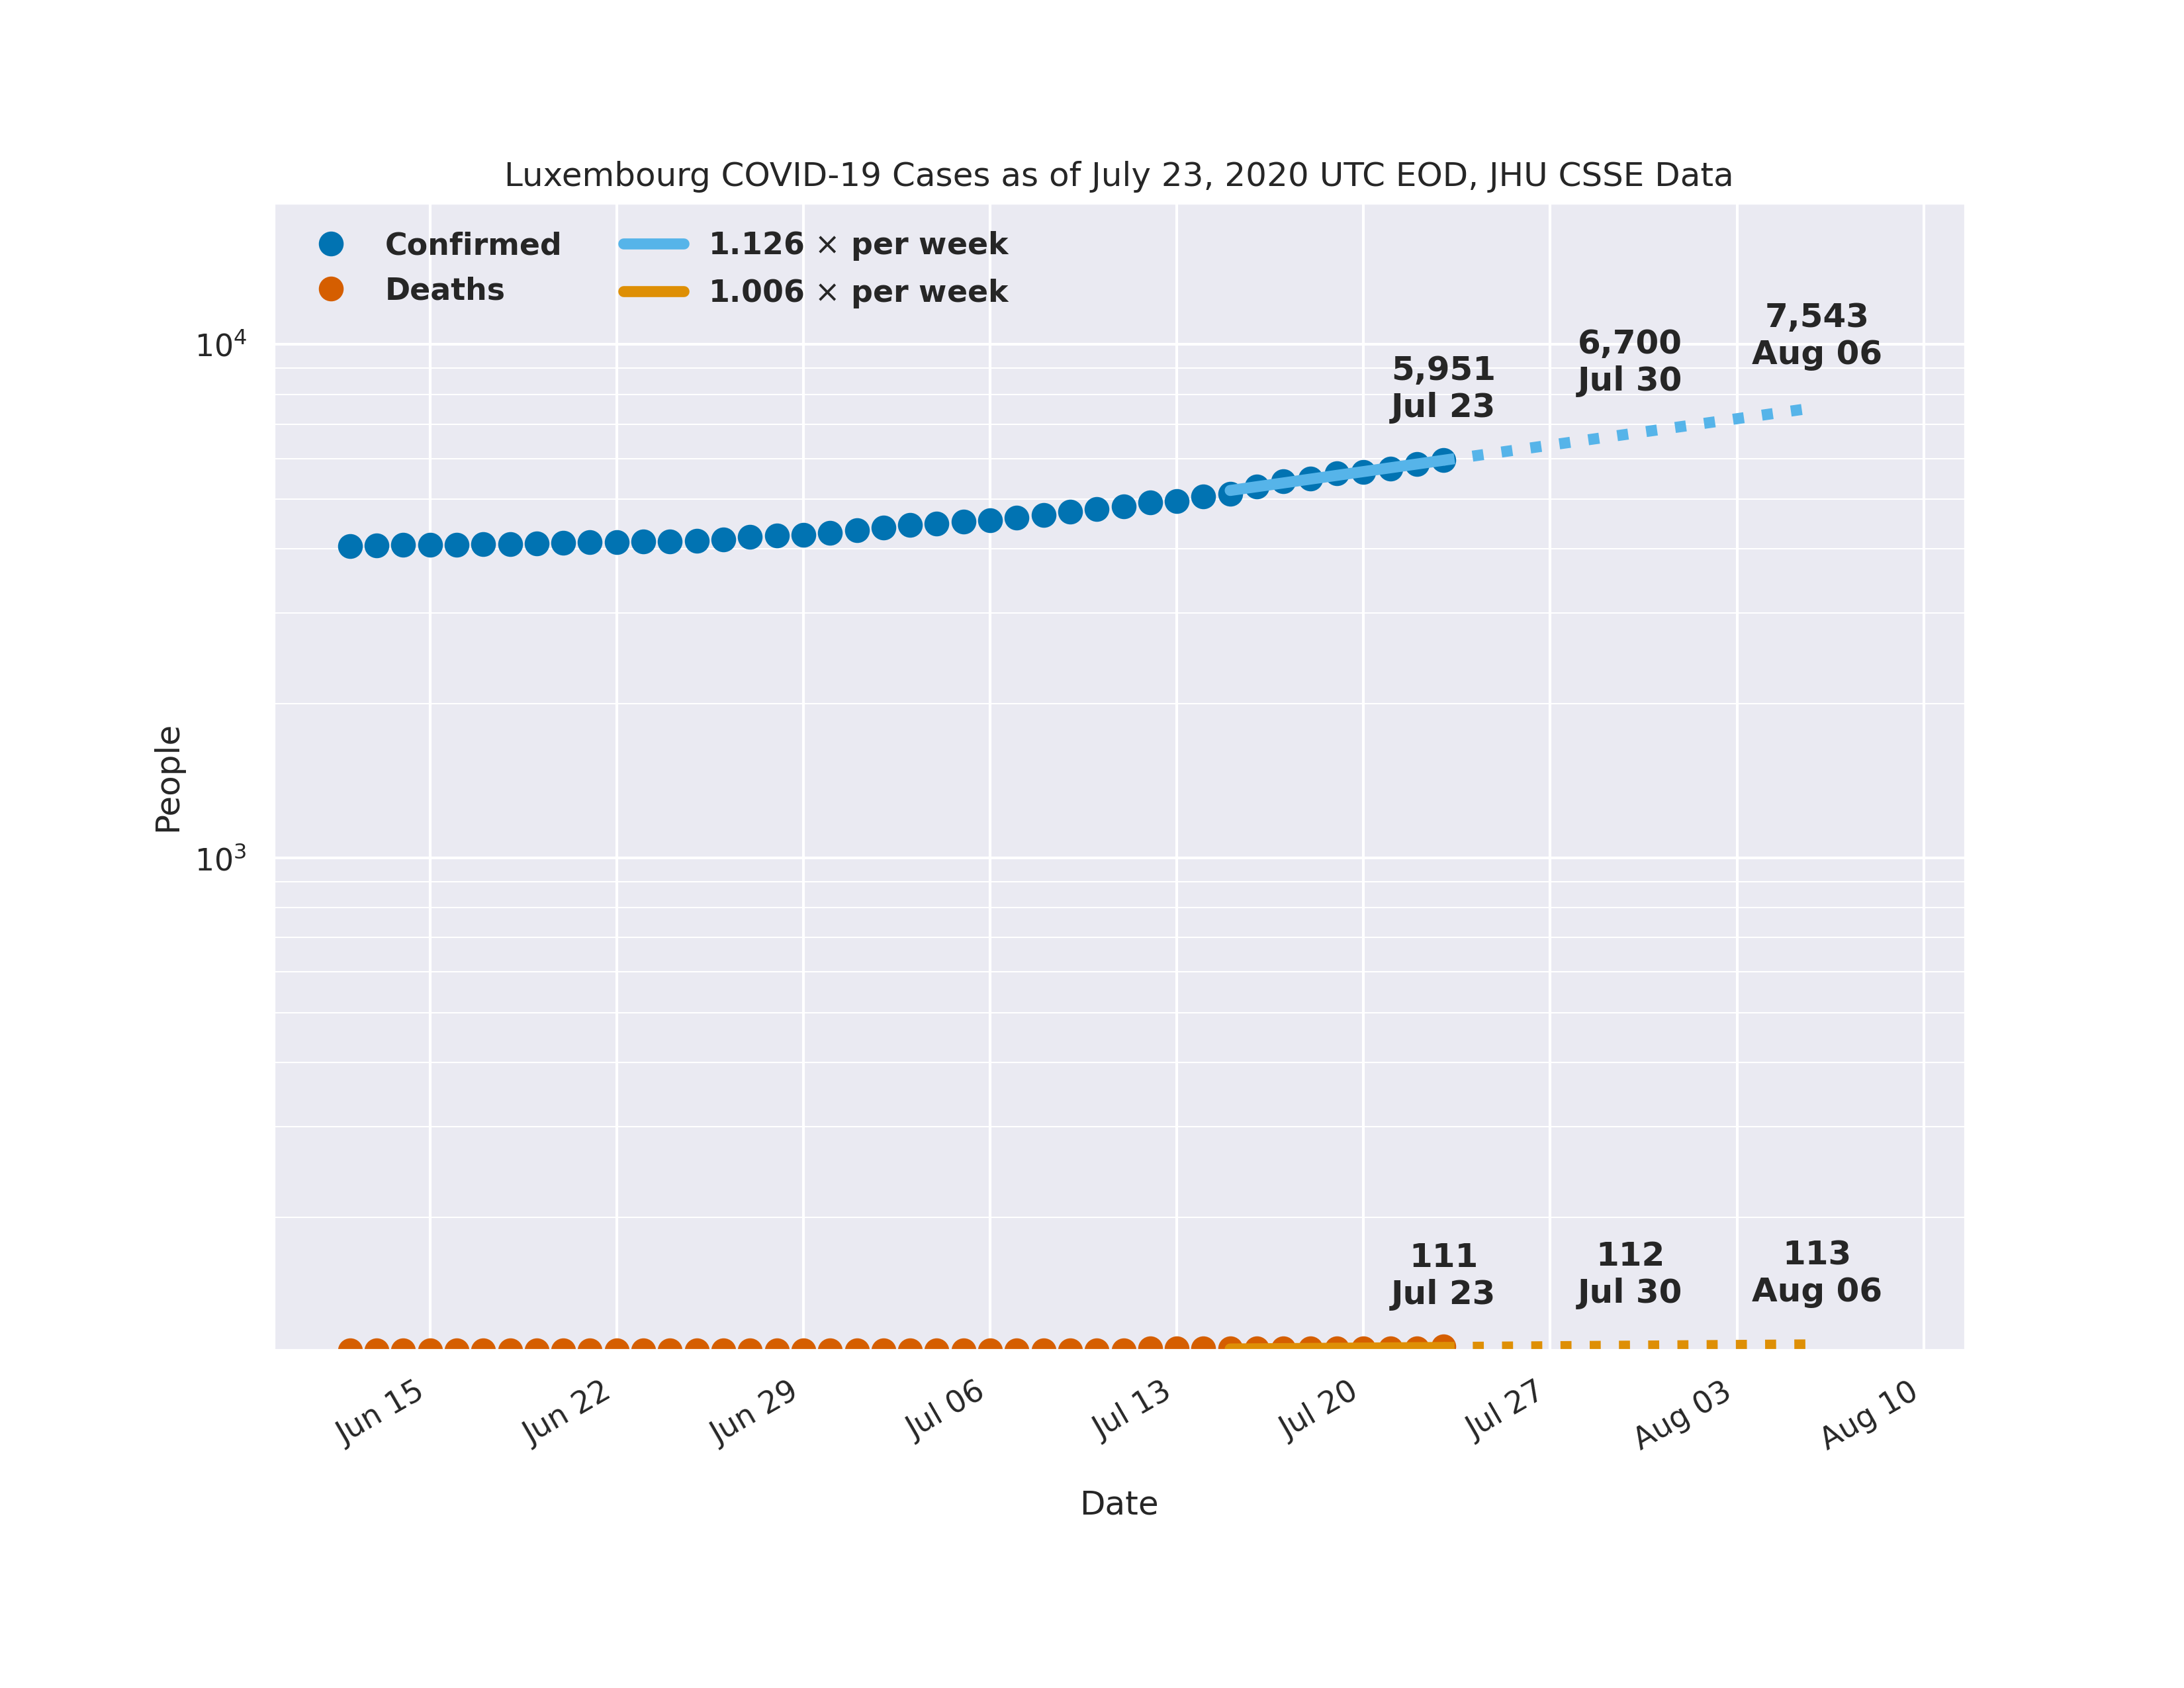 Luxembourg COVID-19 Cases as of July 23, 2020 UTC EOD, JHU CSSE Data
Confirmed
Deaths
1.126 × per week
1.006 × per week
10⁴
10³
People
5,951
Jul 23
6,700
Jul 30
7,543
Aug 06
111
Jul 23
112
Jul 30
113
Aug 06
Jun 15
Jun 22
Jun 29
Jul 06
Jul 13
Jul 20
Jul 27
Aug 03
Aug 10
Date